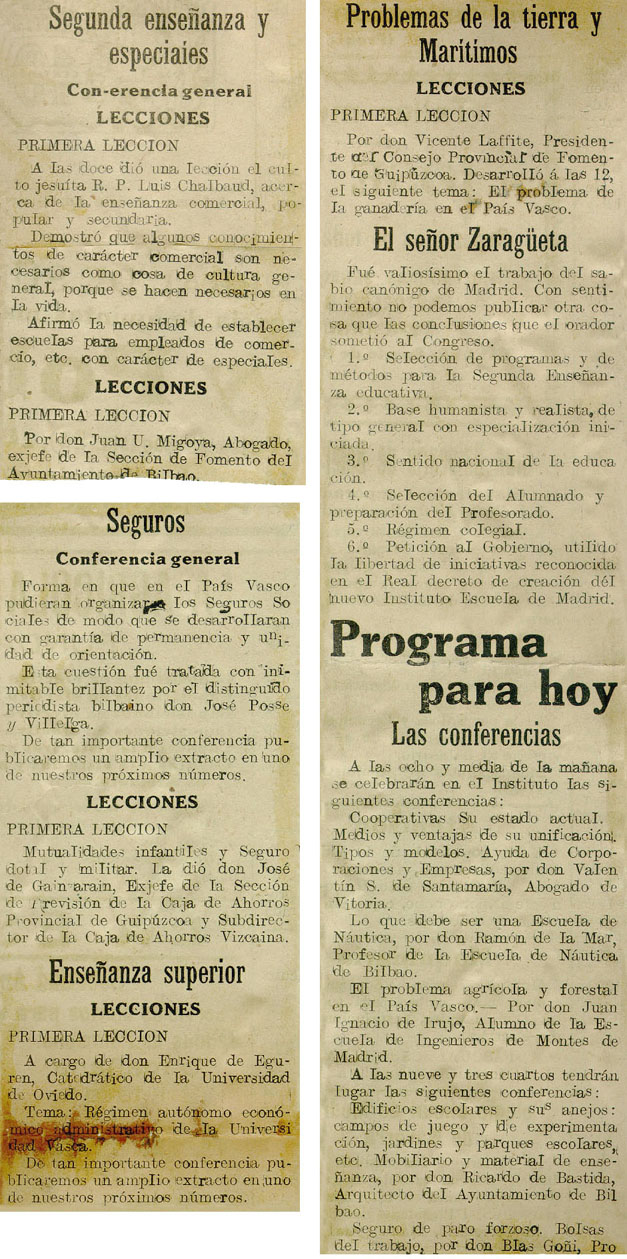 Segunda enseñanza y
especiales
Con-erencia general
LECCIONES
PRIMERA LECCION
A las doce dió una lección el cul-
to jesuíta R. P. Luis Chalbaud, acer-
ca de la enseñanza comercial, po-
pular y secundaria.
Demostró que algunos conocimien-
tos de carácter comercial son ne-
cesarios como cosa de cultura ge-
neral, porque se hacen necesarios en
la vida.
Afirmó la necesidad de establecer
escuelas para empleados de comer-
cio, etc. con carácter de especiales.
LECCIONES
PRIMERA LECCION
Por don Juan U. Migoya, Abogado,
exjefe de la Sección de Fomento del
Ayuntamiento de Bilbao.
Seguros
Conferencia general
Forma en que en el País Vasco
pudieran organizar los Seguros So
ciales de modo que se desarrollaran
con garantía de permanencia y uni-
dad de orientación.
Esta cuestión fué tratada con ini-
mitable brillantez por el distinguido
periodista bilbaino don José Posse
y Villelga.
De tan importante conferencia pu-
blicaremos un amplio extracto en uno
de nuestros próximos números.
LECCIONES
PRIMERA LECCION
Mutualidades infantiles y Seguro
dotal y militar. La dió don José
de Gaintarain, Exjefe de la Sección
de Previsión de la Caja de Ahorros
Provincial de Guipúzcoa y Subdirec-
tor de la Caja de Ahorros Vizcaina.
Enseñanza superior
LECCIONES
PRIMERA LECCION
A cargo de don Enrique de Egu-
ren, Catedrático de la Universidad
de Oviedo.
Tema: Régimen autónomo econó-
mico administrativo de la Universi
dad Vasca.
De tan importante conferencia pu-
blicaremos un amplio extracto en uno
de nuestros próximos números.
Problemas de la tierra y
Marítimos
LECCIONES
PRIMERA LECCION
Por don Vicente Laffite, Presiden-
te del Consejo Provincial de Fomen-
to de Guipúzcoa. Desarrolló á las 12,
el siguiente tema: El problema de
la ganadería en el País Vasco.
El señor Zaragüeta
Fué valiosísimo el trabajo del sa-
bio canónigo de Madrid. Con senti-
miento no podemos publicar otra co-
sa que las conclusiones que el orador
sometió al Congreso.
1.º Selección de programas y de
métodos para la Segunda Enseñan-
za educativa.
2.º Base humanista y realista, de
tipo general con especialización ini-
ciada.
3.º Sentido nacional de la educa
ción.
4.º Selección del Alumnado y
preparación del Profesorado.
5.º Régimen colegial.
6.º Petición al Gobierno, utilido
la libertad de iniciativas reconocida
en el Real decreto de creación dél
nuevo Instituto Escuela de Madrid.
Programa
para hoy
Las conferencias
A las ocho y media de la mañana
se celebrarán en el Instituto las si-
guientes conferencias:
Cooperativas Su estado actual.
Medios y ventajas de su unificación.
Tipos y modelos. Ayuda de Corpo-
raciones y Empresas, por don Valen
tín S. de Santamaría, Abogado de
Vitoria.
Lo que debe ser una Escuela de
Náutica, por don Ramón de la Mar,
Profesor de la Escuela de Náutica
de Bilbao.
El problema agrícola y forestal
en el País Vasco.— Por don Juan
Ignacio de Irujo, Alumno de la Es-
cuela de Ingenieros de Montes de
Madrid.
A las nueve y tres cuartos tendrán
lugar las siguientes conferencias:
Edificios escolares y sus anejos:
campos de juego y de experimenta
ción, jardines y parques escolares,
etc. Mobiliario y material de ense-
ñanza, por don Ricardo de Bastida,
Arquitecto del Ayuntamiento de Bil
bao.
Seguro de paro forzoso. Bolsas
del trabajo, por don Blas Goñi, Pro